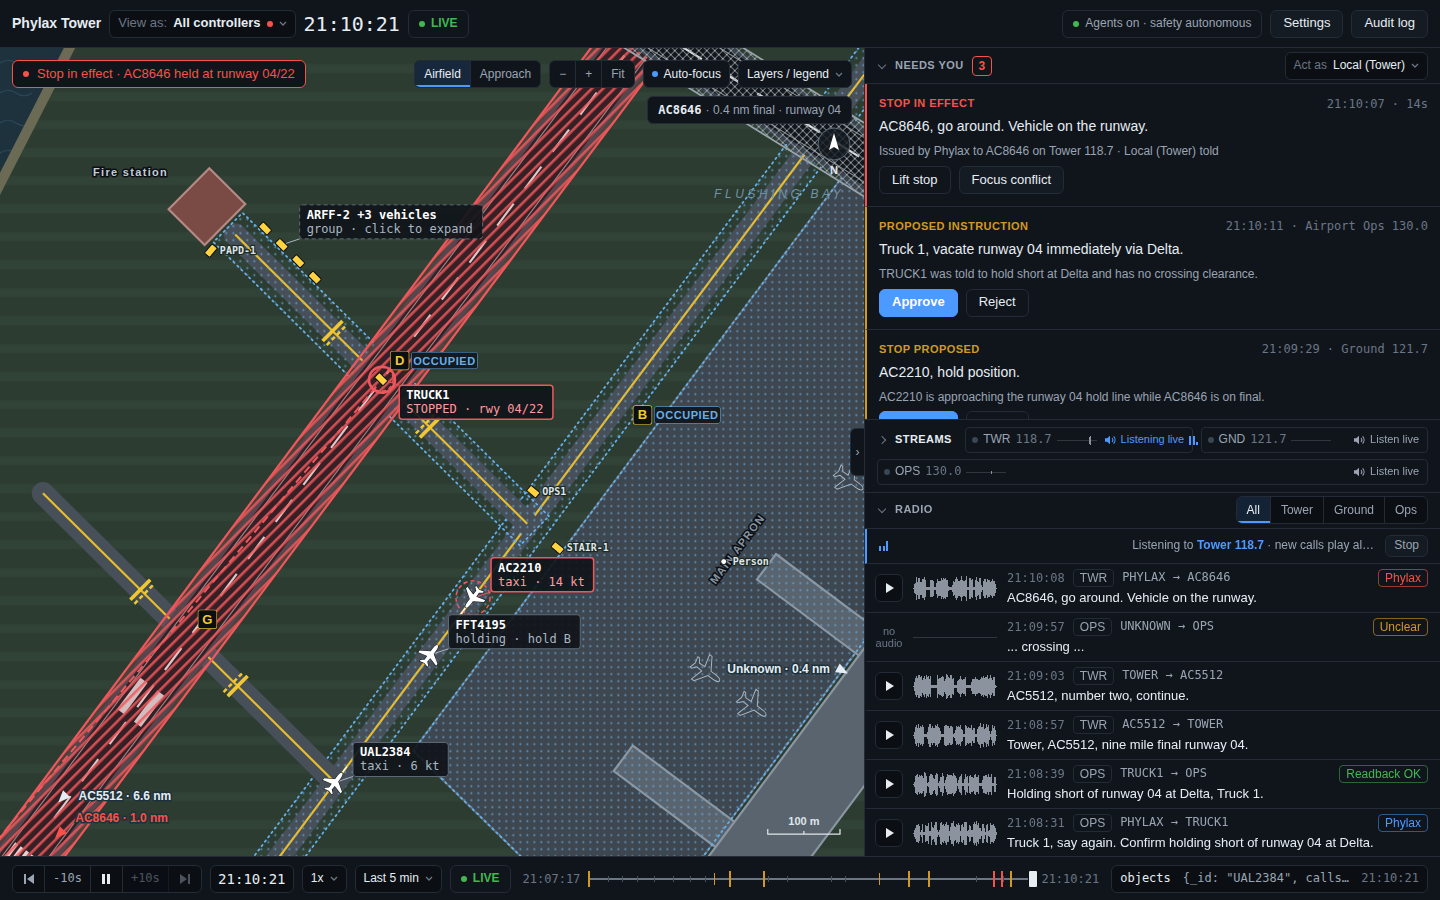 Phylax Tower View as: All controllers 21:10:21 LIVE Agents on · safety autonomous Settings Audit log
Stop in effect · AC8646 held at runway 04/22
Airfield Approach − + Fit Auto-focus Layers / legend
AC8646 · 0.4 nm final · runway 04
N
FLUSHING BAY
Fire station
ARFF-2 +3 vehicles
group · click to expand
PAPD-1
D OCCUPIED
TRUCK1
STOPPED · rwy 04/22
B OCCUPIED
OPS1
STAIR-1
MAIN APRON
Person
AC2210
taxi · 14 kt
FFT4195
holding · hold B
G
Unknown · 0.4 nm
UAL2384
taxi · 6 kt
AC5512 · 6.6 nm
AC8646 · 1.0 nm
100 m
NEEDS YOU 3 Act as Local (Tower)
STOP IN EFFECT 21:10:07 · 14s
AC8646, go around. Vehicle on the runway.
Issued by Phylax to AC8646 on Tower 118.7 · Local (Tower) told
Lift stop Focus conflict
PROPOSED INSTRUCTION 21:10:11 · Airport Ops 130.0
Truck 1, vacate runway 04 immediately via Delta.
TRUCK1 was told to hold short at Delta and has no crossing clearance.
Approve Reject
STOP PROPOSED 21:09:29 · Ground 121.7
AC2210, hold position.
AC2210 is approaching the runway 04 hold line while AC8646 is on final.
STREAMS TWR 118.7 Listening live GND 121.7 Listen live
OPS 130.0 Listen live
RADIO All Tower Ground Ops
Listening to Tower 118.7 · new calls play al… Stop
21:10:08 TWR PHYLAX → AC8646 Phylax
AC8646, go around. Vehicle on the runway.
no audio 21:09:57 OPS UNKNOWN → OPS Unclear
... crossing ...
21:09:03 TWR TOWER → AC5512
AC5512, number two, continue.
21:08:57 TWR AC5512 → TOWER
Tower, AC5512, nine mile final runway 04.
21:08:39 OPS TRUCK1 → OPS Readback OK
Holding short of runway 04 at Delta, Truck 1.
21:08:31 OPS PHYLAX → TRUCK1 Phylax
Truck 1, say again. Confirm holding short of runway 04 at Delta.
-10s +10s 21:10:21 1x Last 5 min LIVE 21:07:17 21:10:21 objects {_id: "UAL2384", calls… 21:10:21